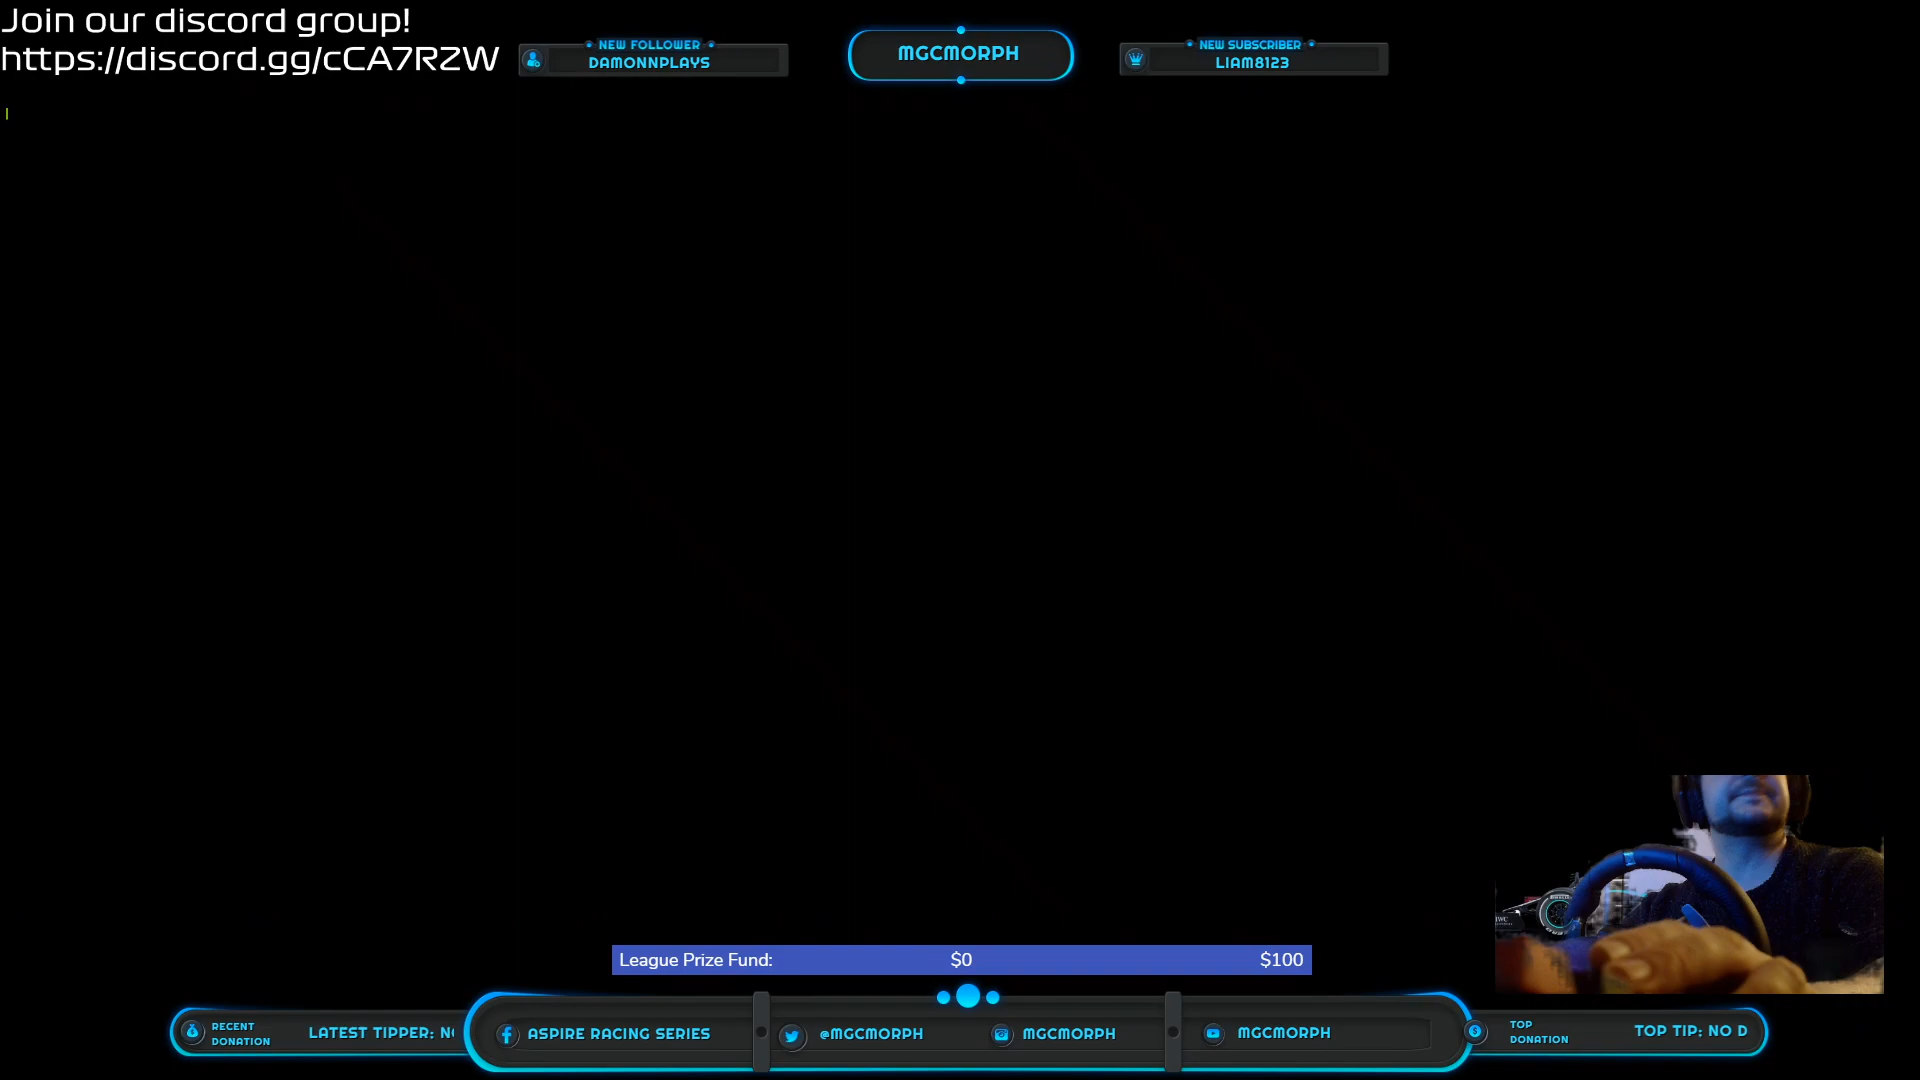 Join our discord group!
https://discord.gg/cCA7RZW
NEW FOLLOWER
DAMONNPLAYS
MGCMORPH
NEW SUBSCRIBER
LIAM8123
League Prize Fund: $0 $100
RECENT
DONATION
LATEST TIPPER: NO
ASPIRE RACING SERIES
@MGCMORPH
MGCMORPH
MGCMORPH
TOP
DONATION
TOP TIP: NO D